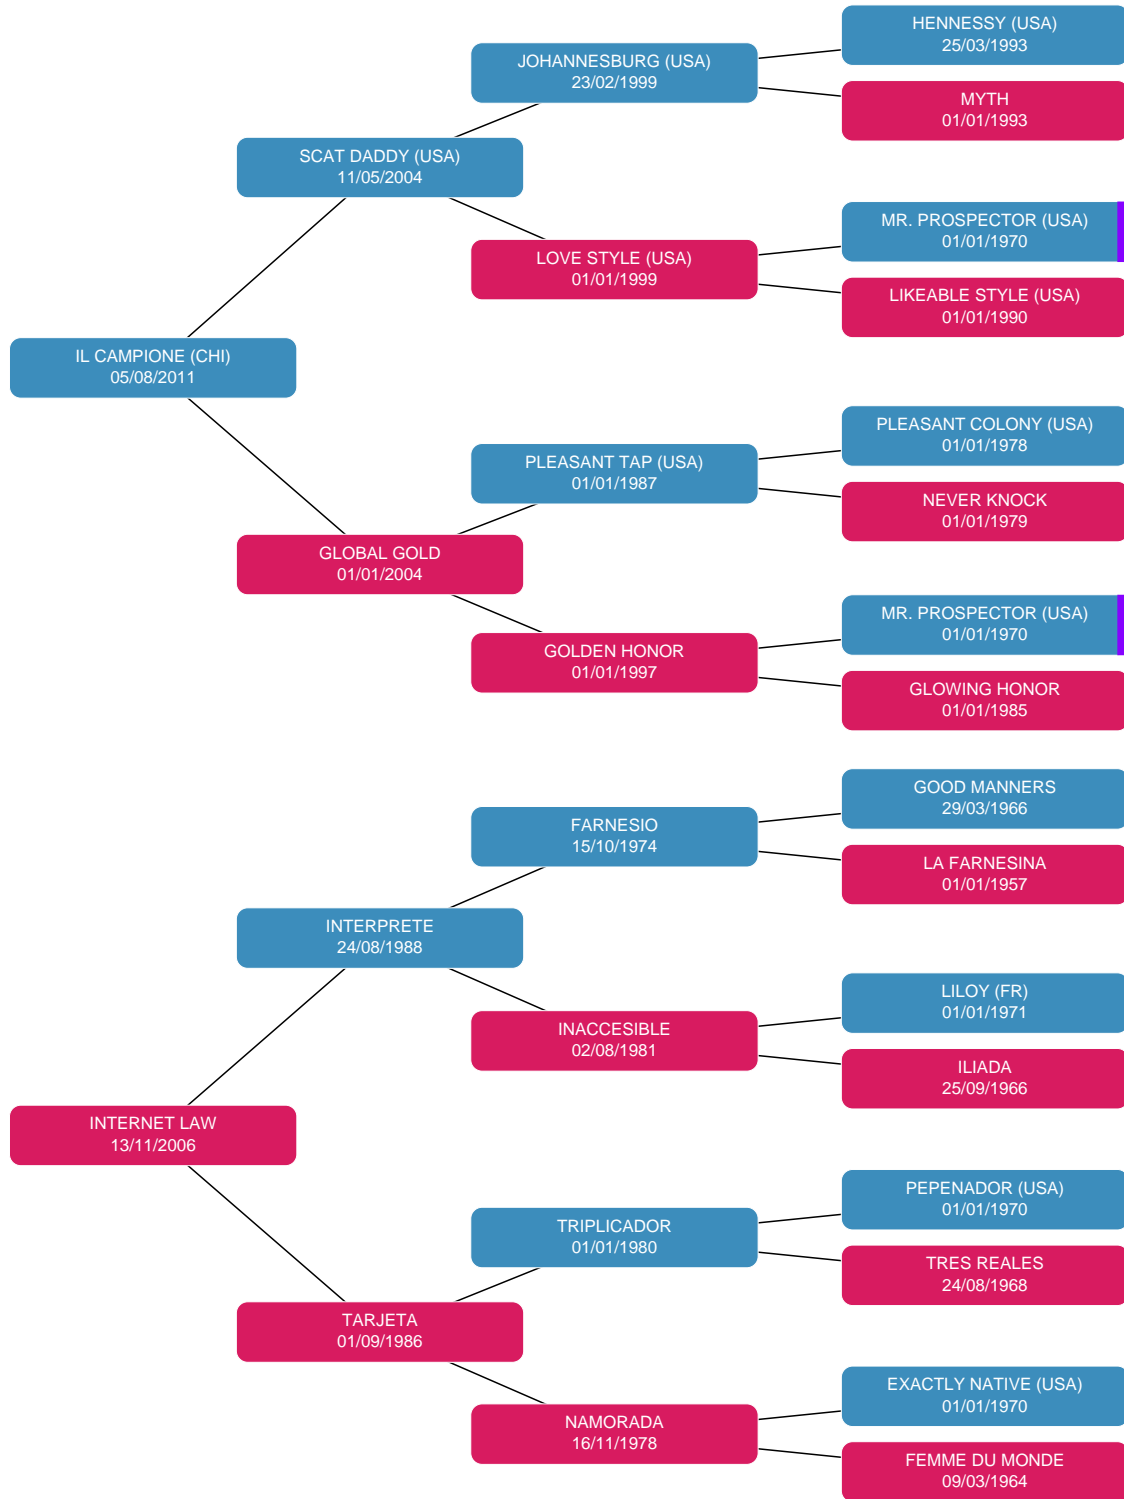 HENNESSY (USA)
25/03/1993
JOHANNESBURG (USA)
23/02/1999
MYTH
01/01/1993
SCAT DADDY (USA)
11/05/2004
MR. PROSPECTOR (USA)
01/01/1970
LOVE STYLE (USA)
01/01/1999
LIKEABLE STYLE (USA)
01/01/1990
IL CAMPIONE (CHI)
05/08/2011
PLEASANT COLONY (USA)
01/01/1978
PLEASANT TAP (USA)
01/01/1987
NEVER KNOCK
01/01/1979
GLOBAL GOLD
01/01/2004
MR. PROSPECTOR (USA)
01/01/1970
GOLDEN HONOR
01/01/1997
GLOWING HONOR
01/01/1985
GOOD MANNERS
29/03/1966
FARNESIO
15/10/1974
LA FARNESINA
01/01/1957
INTERPRETE
24/08/1988
LILOY (FR)
01/01/1971
INACCESIBLE
02/08/1981
ILIADA
25/09/1966
INTERNET LAW
13/11/2006
PEPENADOR (USA)
01/01/1970
TRIPLICADOR
01/01/1980
TRES REALES
24/08/1968
TARJETA
01/09/1986
EXACTLY NATIVE (USA)
01/01/1970
NAMORADA
16/11/1978
FEMME DU MONDE
09/03/1964